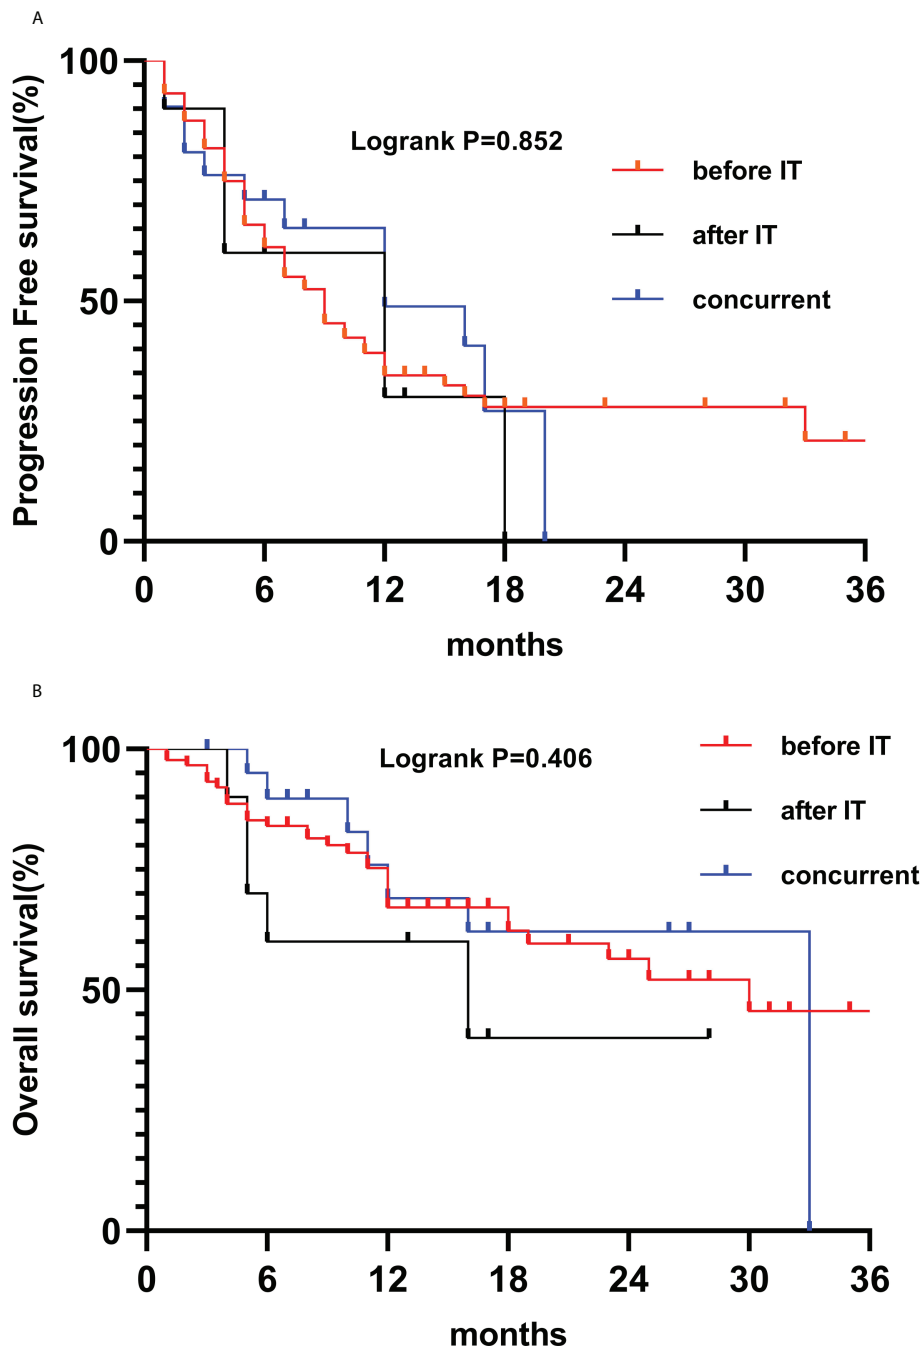 A
Progression Free survival(%)
100
50
0
Logrank P=0.852
before IT
after IT
concurrent
0 6 12 18 24 30 36
months
B
Overall survival(%)
100
50
0
Logrank P=0.406
before IT
after IT
concurrent
0 6 12 18 24 30 36
months